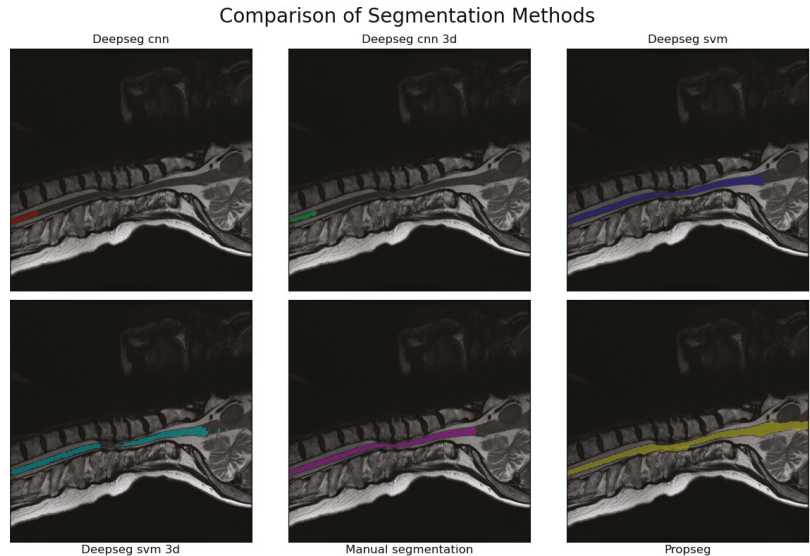 Comparison of Segmentation Methods
Deepseg cnn
Deepseg cnn 3d
Deepseg svm
Deepseg svm 3d
Manual segmentation
Propseg